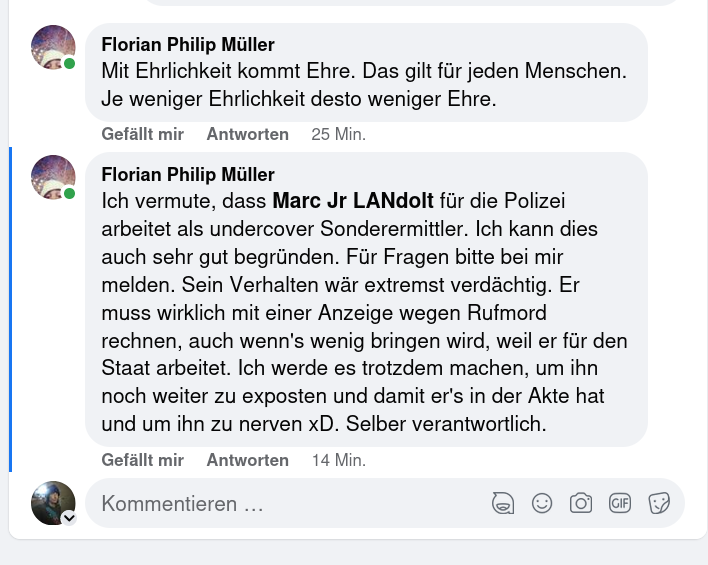 Florian Philip Müller
Mit Ehrlichkeit kommt Ehre. Das gilt für jeden Menschen.
Je weniger Ehrlichkeit desto weniger Ehre.
Gefällt mir Antworten 25 Min.
Florian Philip Müller
Ich vermute, dass Marc Jr LANdolt für die Polizei
arbeitet als undercover Sonderermittler. Ich kann dies
auch sehr gut begründen. Für Fragen bitte bei mir
melden. Sein Verhalten wär extremst verdächtig. Er
muss wirklich mit einer Anzeige wegen Rufmord
rechnen, auch wenn's wenig bringen wird, weil er für den
Staat arbeitet. Ich werde es trotzdem machen, um ihn
noch weiter zu exposten und damit er's in der Akte hat
und um ihn zu nerven xD. Selber verantwortlich.
Gefällt mir Antworten 14 Min.
Kommentieren …
GIF